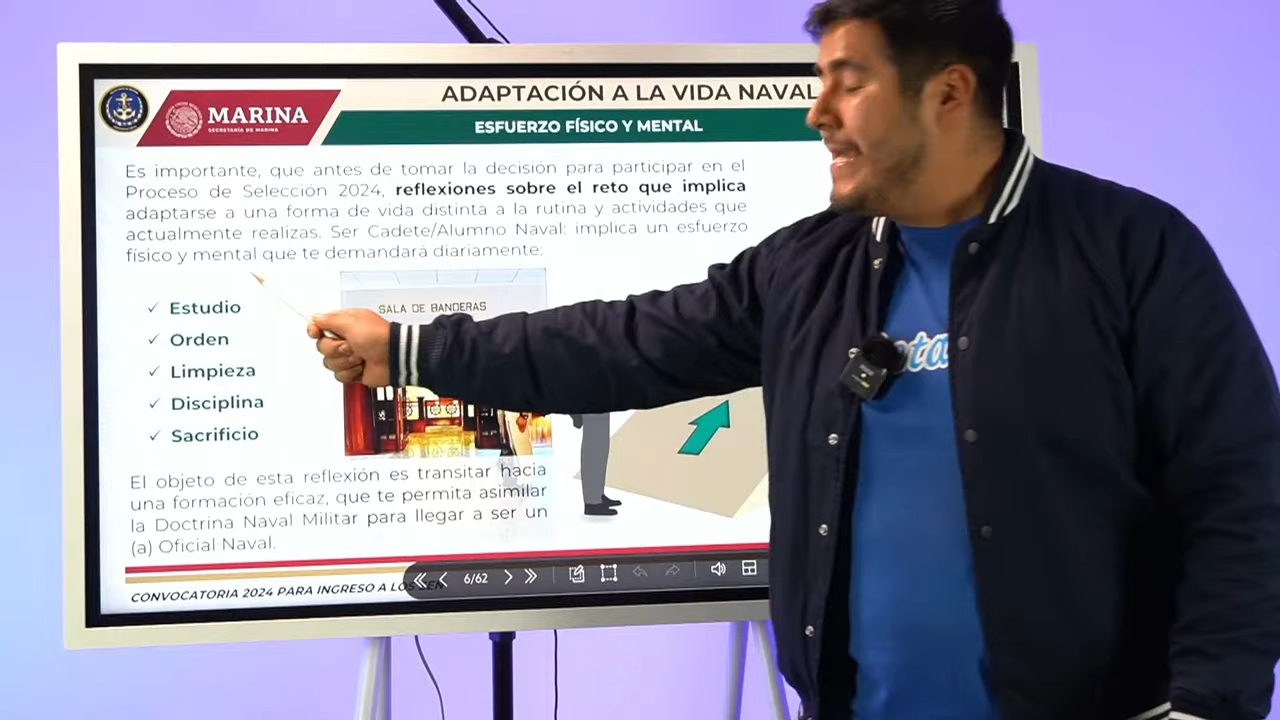 MARINA
SECRETARÍA DE MARINA
ADAPTACIÓN A LA VIDA NAVAL
ESFUERZO FÍSICO Y MENTAL
Es importante, que antes de tomar la decisión para participar en el
Proceso de Selección 2024, reflexiones sobre el reto que implica
adaptarse a una forma de vida distinta a la rutina y actividades que
actualmente realizas. Ser Cadete/Alumno Naval: implica un esfuerzo
físico y mental que te demandará diariamente:
✓ Estudio
✓ Orden
✓ Limpieza
✓ Disciplina
✓ Sacrificio
SALA DE BANDERAS
El objeto de esta reflexión es transitar hacia
una formación eficaz, que te permita asimilar
la Doctrina Naval Militar para llegar a ser un
(a) Oficial Naval.
CONVOCATORIA 2024 PARA INGRESO A LOS
6/62